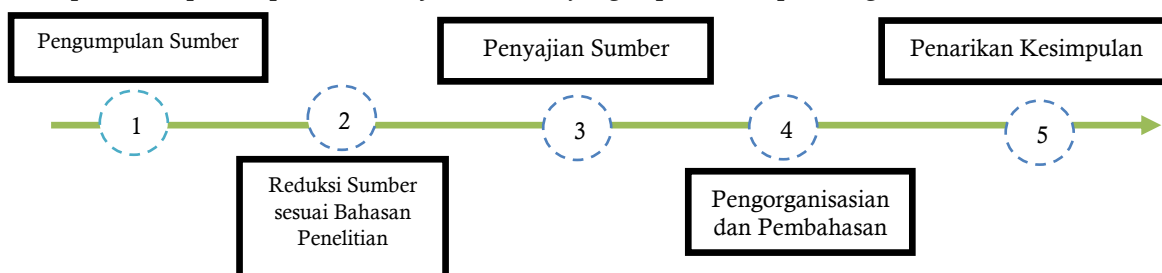 Pengumpulan Sumber
Penyajian Sumber
Penarikan Kesimpulan
1
2
3
4
5
Reduksi Sumber
sesuai Bahasan
Penelitian
Pengorganisasian
dan Pembahasan